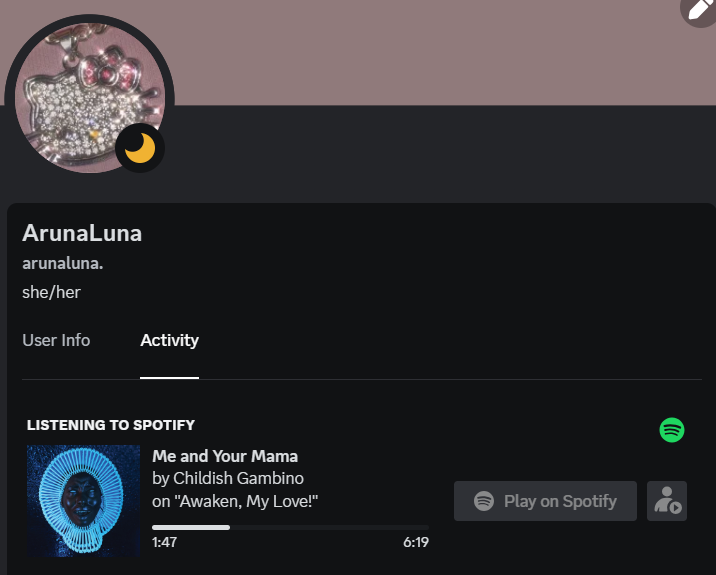 ArunaLuna
arunaluna.
she/her
User Info Activity
LISTENING TO SPOTIFY
Me and Your Mama
by Childish Gambino
on "Awaken, My Love!"
Play on Spotify
1:47 6:19